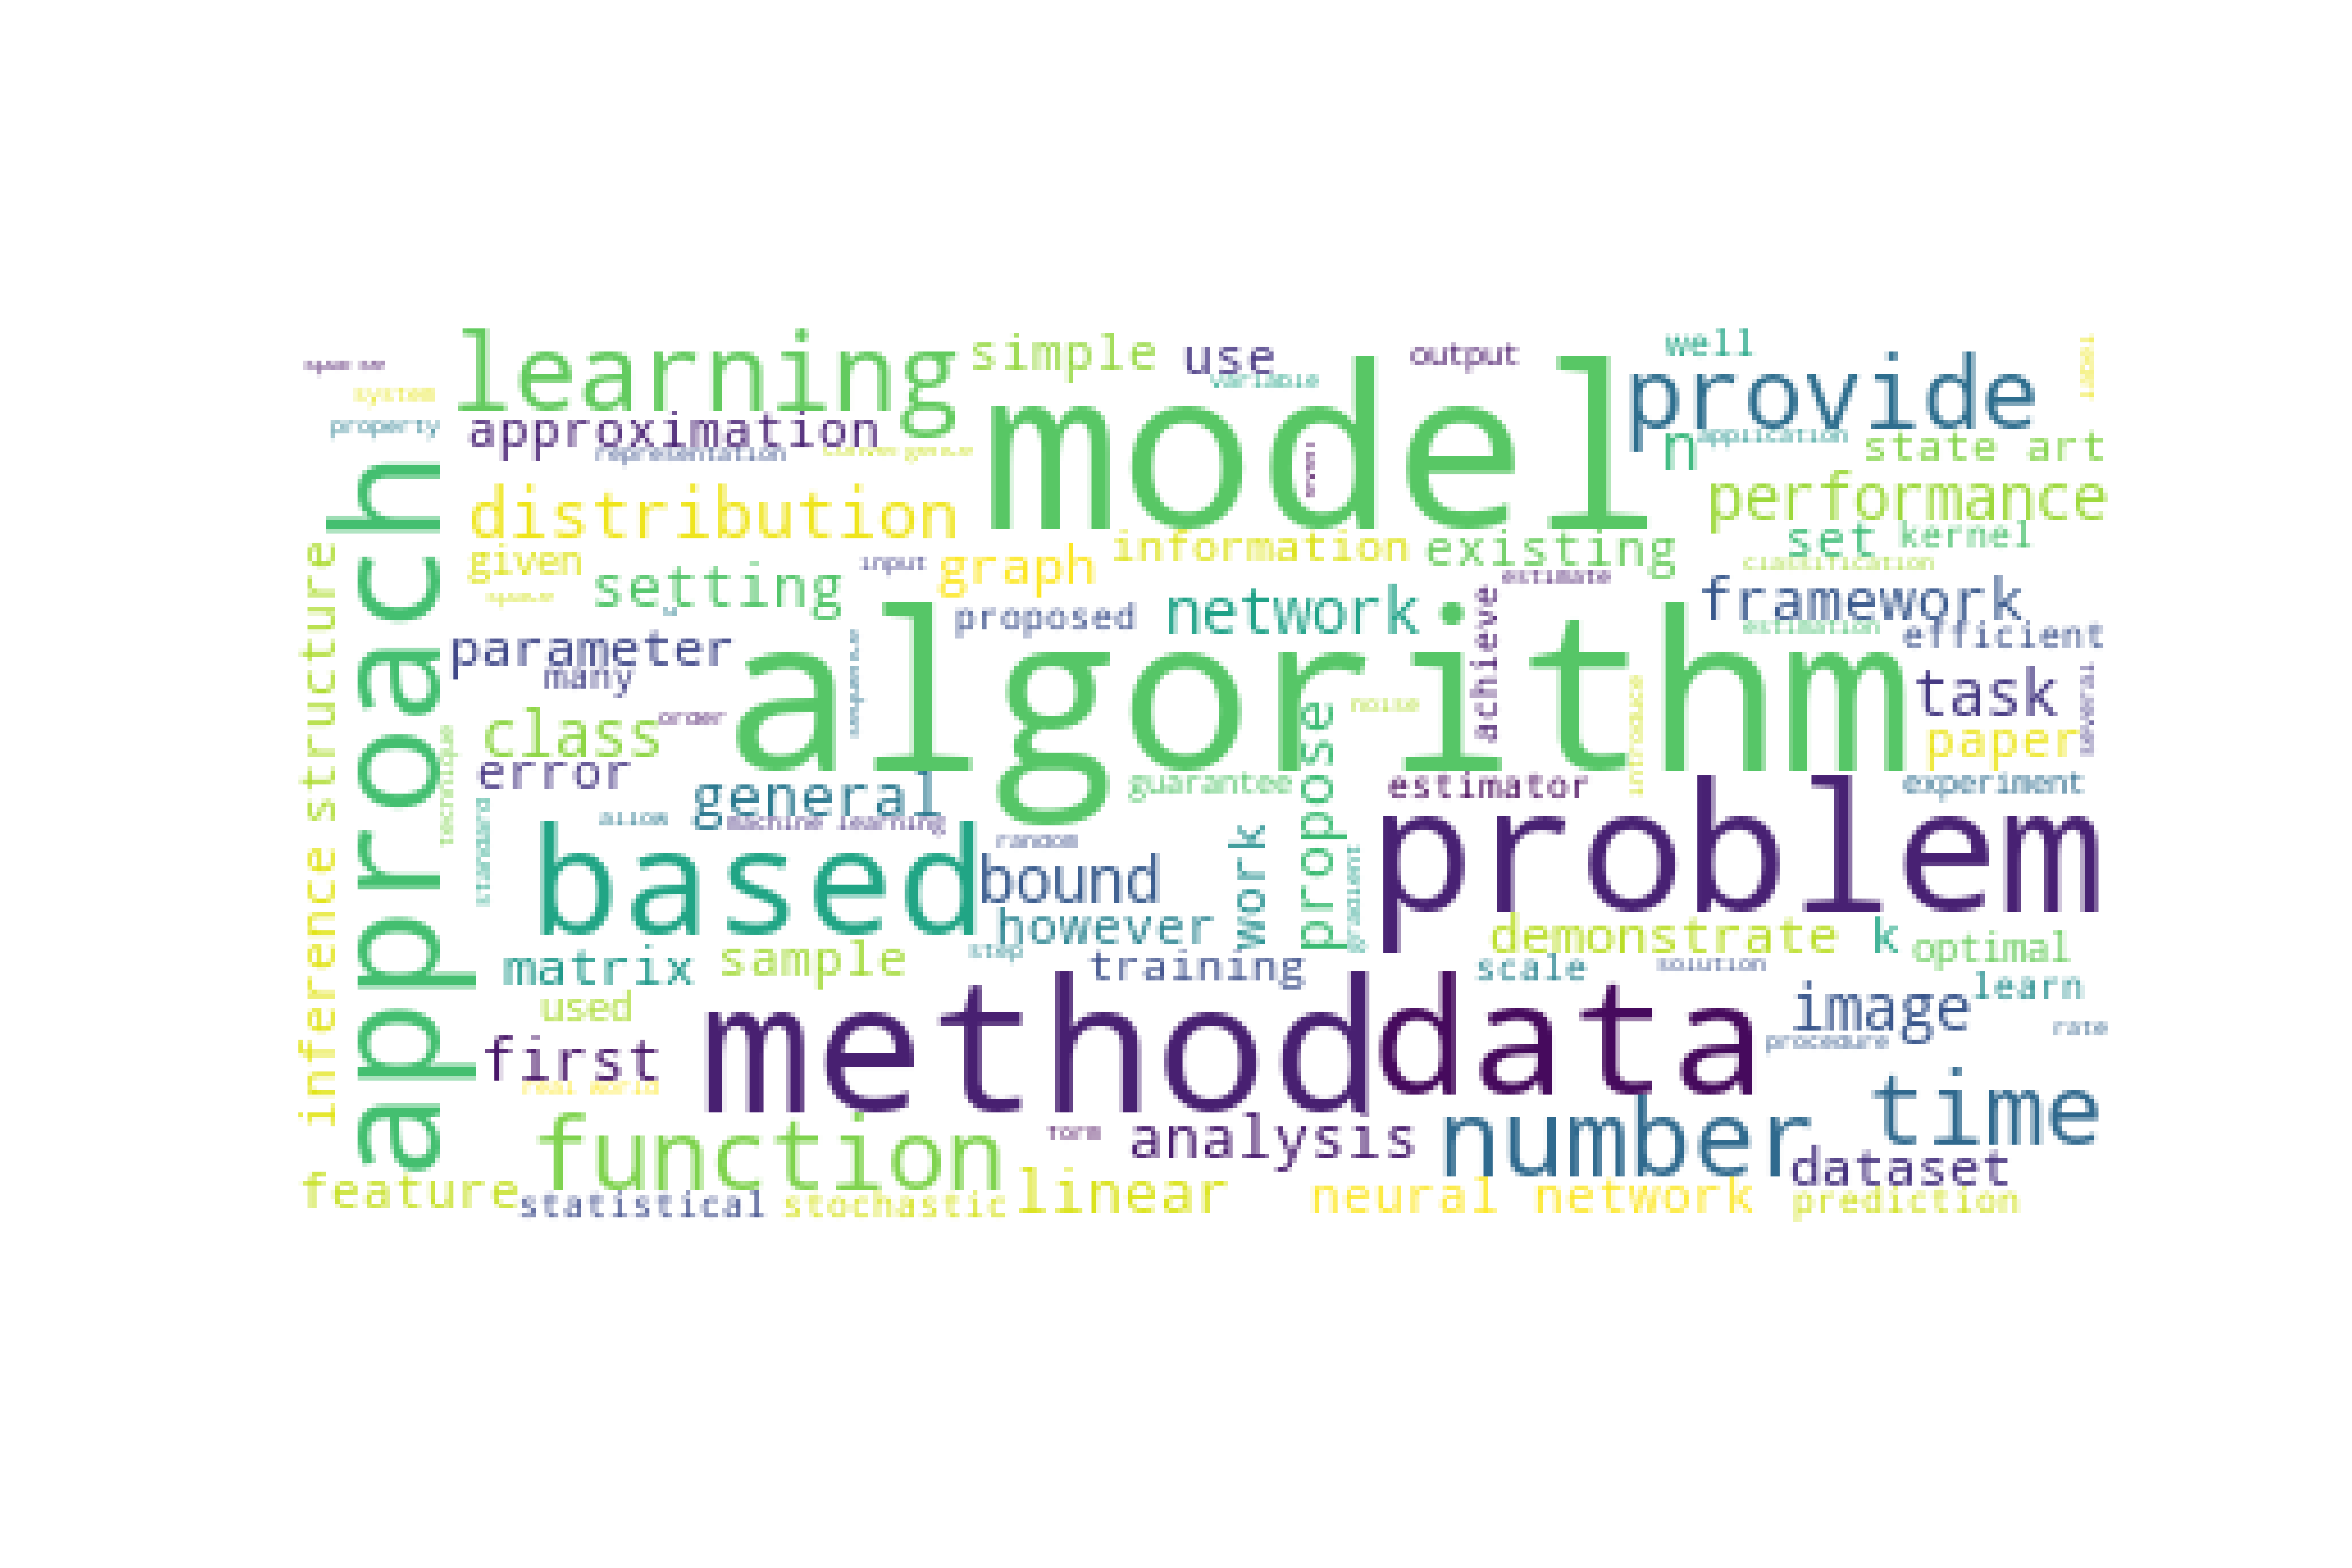 learning
simple
use
output
well
provide
model
variable
system
property
approximation
representation
convergence
n
application
state art
approach
distribution
performance
information
existing
set
kernel
given
setting
input
graph
classification
estimate
inference
structure
proposed
network
algorithm
achieve
framework
estimation
efficient
parameter
many
sequence
task
several
class
order
noise
introduce
paper
technique
error
general
guarantee
propose
estimator
experiment
standard
allow
machine learning
random
based
bound
work
gradient
problem
however
demonstrate
k
optimal
matrix
sample
step
training
scale
solution
used
method
data
image
learn
rate
procedure
first
real world
time
function
form
analysis
number
dataset
feature
statistical
stochastic
linear
neural network
prediction